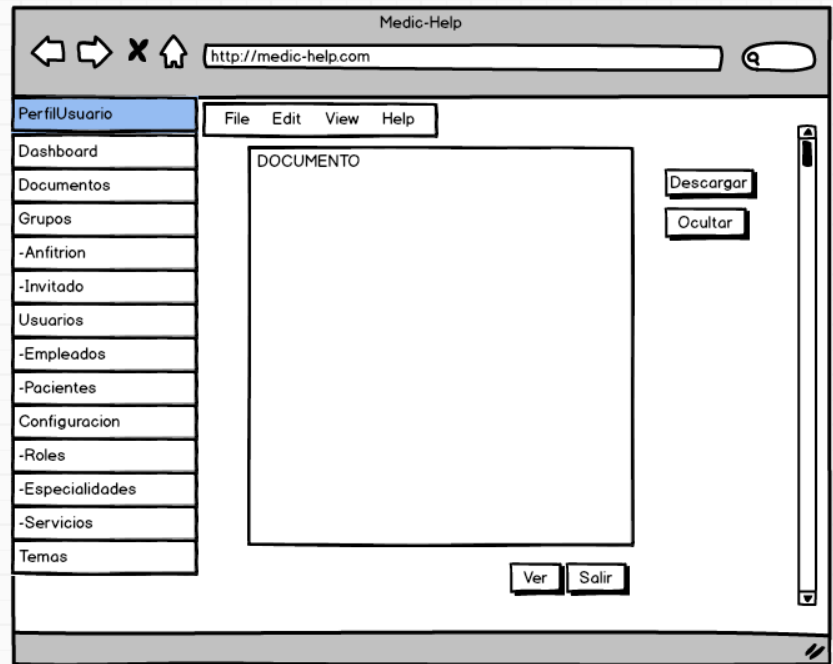 Medic-Help
http://medic-help.com
PerfilUsuario
File Edit View Help
Dashboard
DOCUMENTO
Documentos
Descargar
Grupos
Ocultar
-Anfitrion
-Invitado
Usuarios
-Empleados
-Pacientes
Configuracion
-Roles
-Especialidades
-Servicios
Temas
Ver Salir